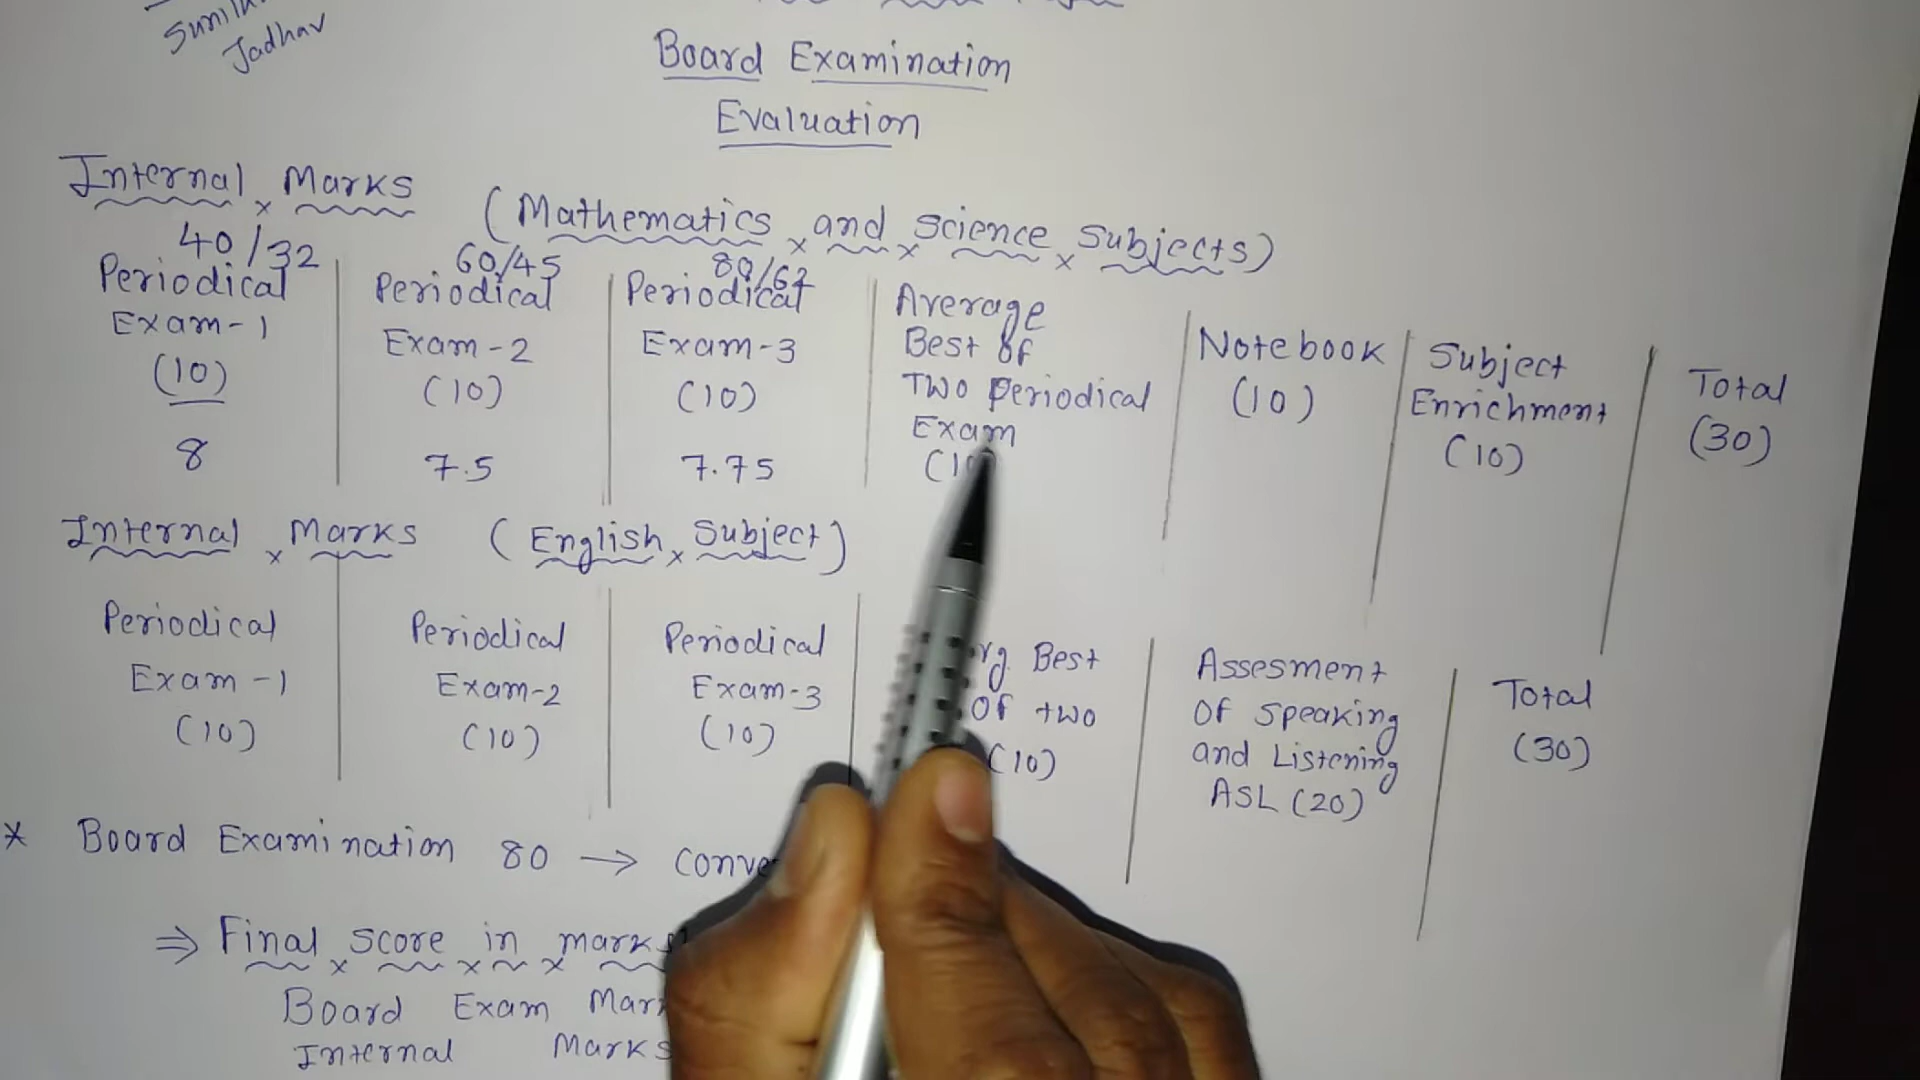 Jadhav
Board Examination
Evaluation
Internal Marks
(Mathematics and Science Subjects)
40/32
Periodical
Exam-1
(10)
8
60/45
Periodical
Exam-2
(10)
7.5
Periodical
Exam-3
(10)
7.75
Average
Best of
Two Periodical
Exam
Notebook
(10)
Subject
Enrichment
(10)
Total
(30)
Internal Marks (English Subject)
Periodical
Exam-1
(10)
Periodical
Exam-2
(10)
Periodical
Exam-3
(10)
Best
of two
(10)
Assesment
of speaking
and Listening
ASL (20)
Total
(30)
* Board Examination 80 →
⇒ Final score in marks
Board Exam
Internal Marks